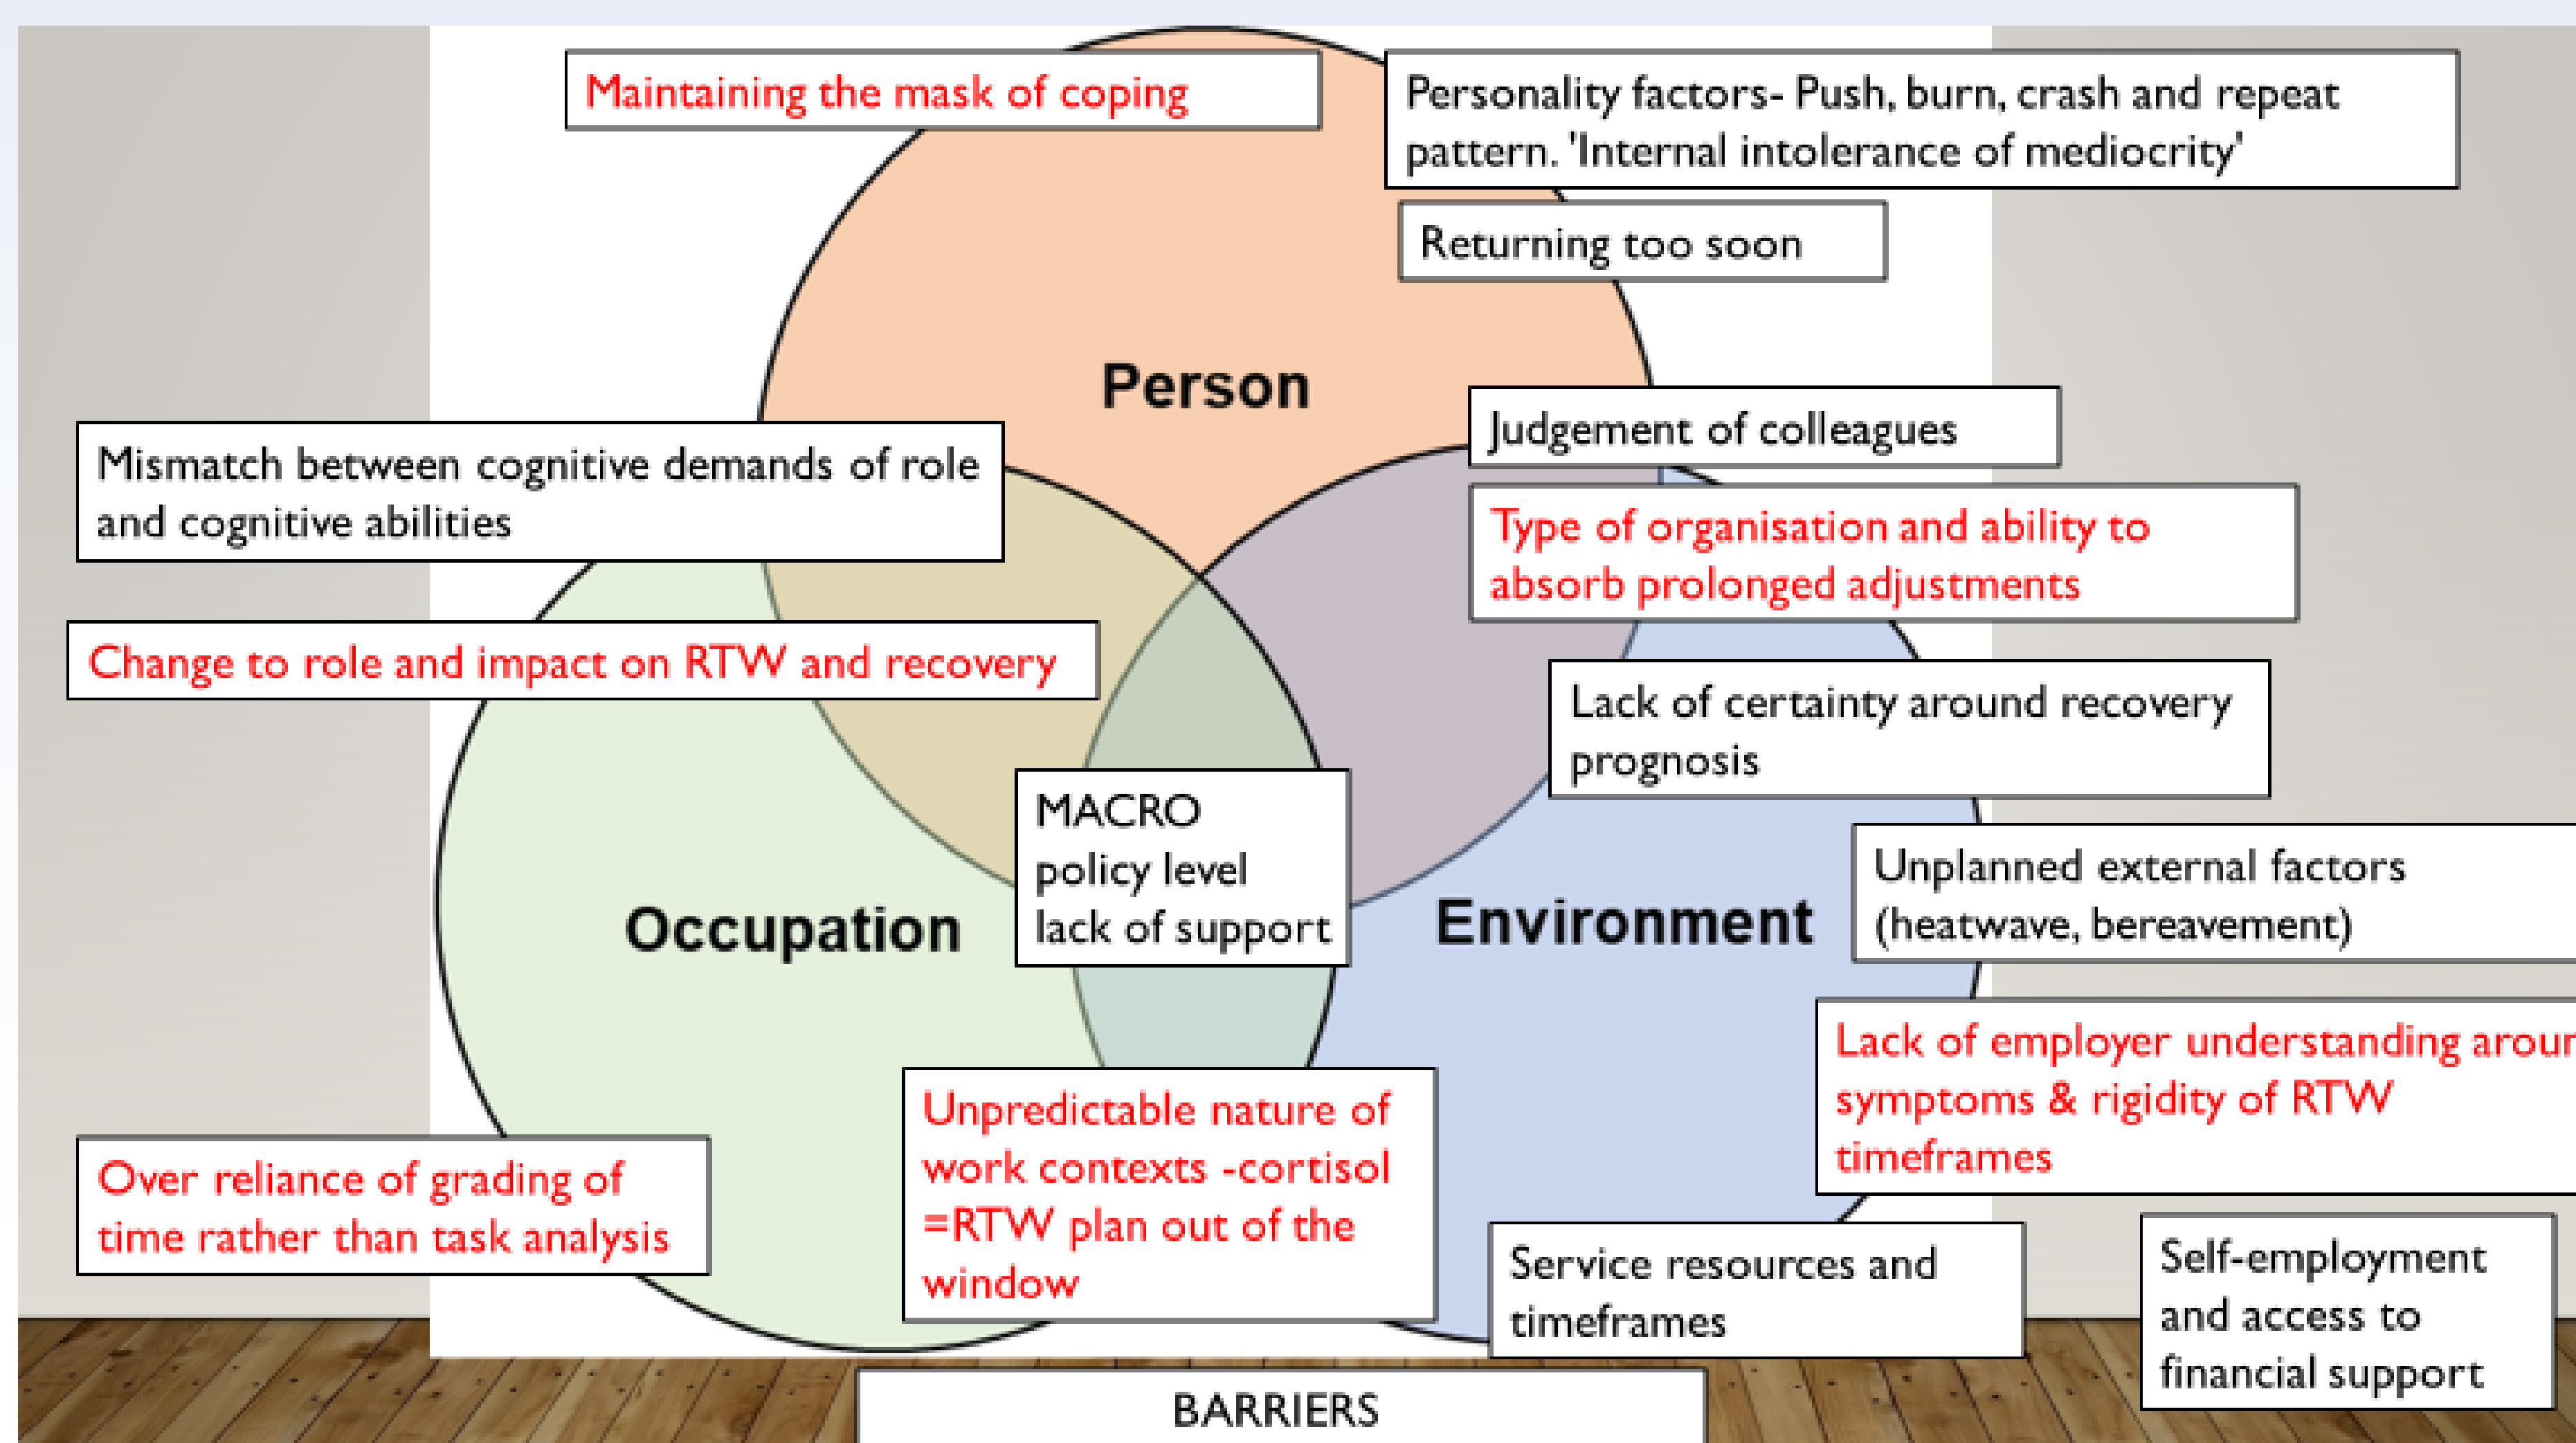 Maintaining the mask of coping
Personality factors- Push, burn, crash and repeat
pattern. 'Internal intolerance of mediocrity'
Returning too soon
Person
Judgement of colleagues
Mismatch between cognitive demands of role
and cognitive abilities
Type of organisation and ability to
absorb prolonged adjustments
Change to role and impact on RTW and recovery
Lack of certainty around recovery
prognosis
MACRO
policy level
lack of support
Occupation
Environment
Unplanned external factors
(heatwave, bereavement)
Lack of employer understanding
symptoms & rigidity of RTW
timeframes
Unpredictable nature of
work contexts -cortisol
=RTW plan out of the
window
Over reliance of grading of
time rather than task analysis
Service resources and
timeframes
Self-employment
and access to
financial support
BARRIERS